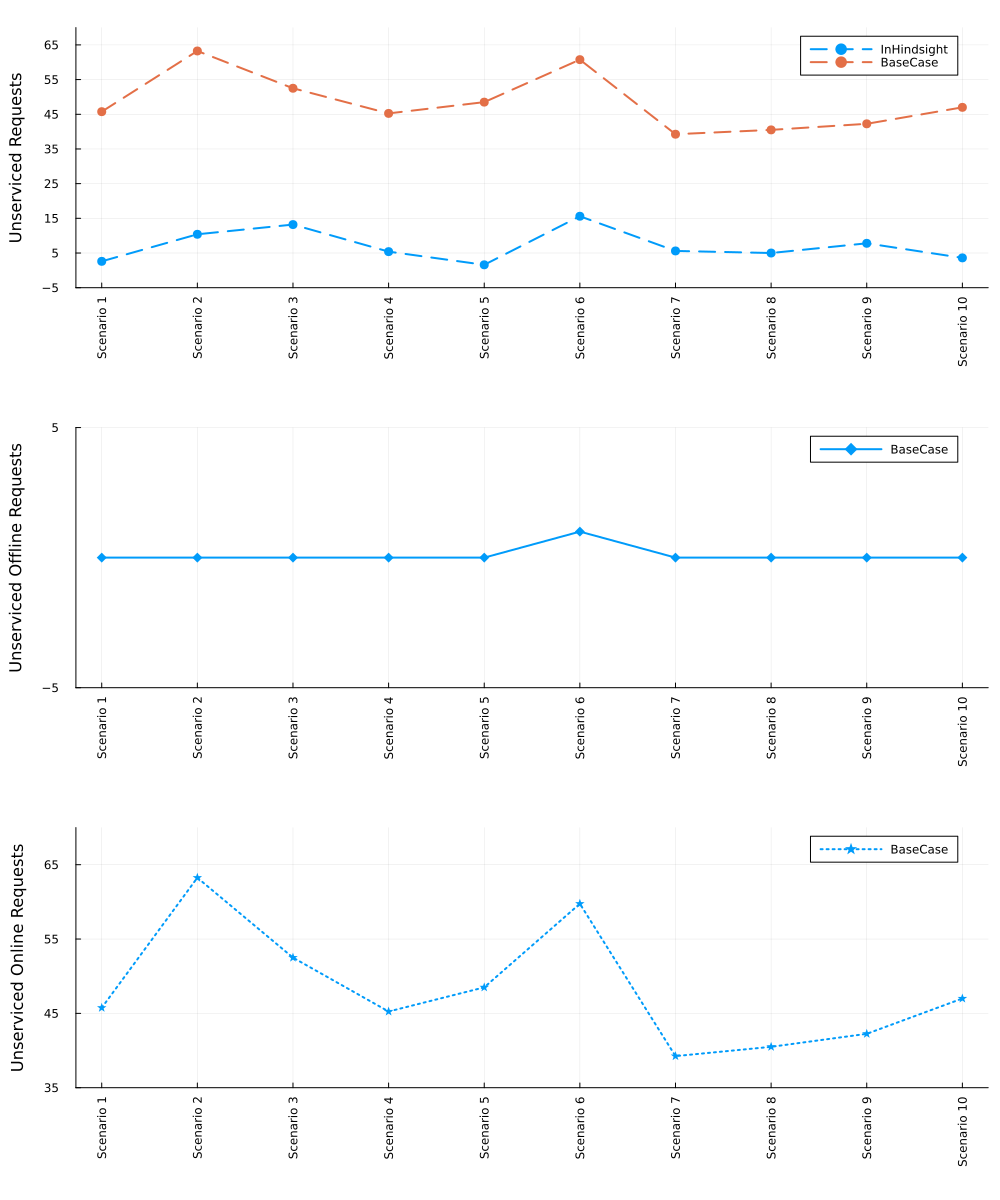 Unserviced Requests
65
55
45
35
25
15
5
−5
InHindsight
BaseCase
Scenario 1
Scenario 2
Scenario 3
Scenario 4
Scenario 5
Scenario 6
Scenario 7
Scenario 8
Scenario 9
Scenario 10
Unserviced Offline Requests
5
−5
BaseCase
Scenario 1
Scenario 2
Scenario 3
Scenario 4
Scenario 5
Scenario 6
Scenario 7
Scenario 8
Scenario 9
Scenario 10
Unserviced Online Requests
65
55
45
35
BaseCase
Scenario 1
Scenario 2
Scenario 3
Scenario 4
Scenario 5
Scenario 6
Scenario 7
Scenario 8
Scenario 9
Scenario 10